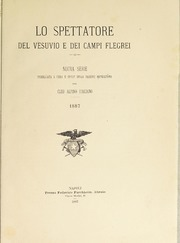 LO SPETTATORE
DEL VESUVIO E DEI CAMPI FLEGREI
NUOVA SERIE
PUBBLICATA A CURA E SPESE DELLA SEZIONE NAPOLETANA
DEL
CLUB ALPINO ITALIANO
1887
NAPOLI
1887